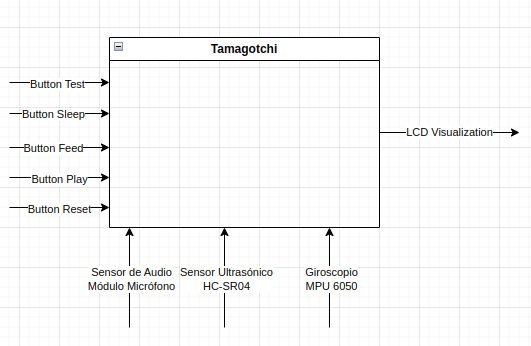 Tamagotchi
Button Test
Button Sleep
Button Feed
Button Play
Button Reset
LCD Visualization
Sensor de Audio
Módulo Micrófono
Sensor Ultrasónico
HC-SR04
Giroscopio
MPU 6050